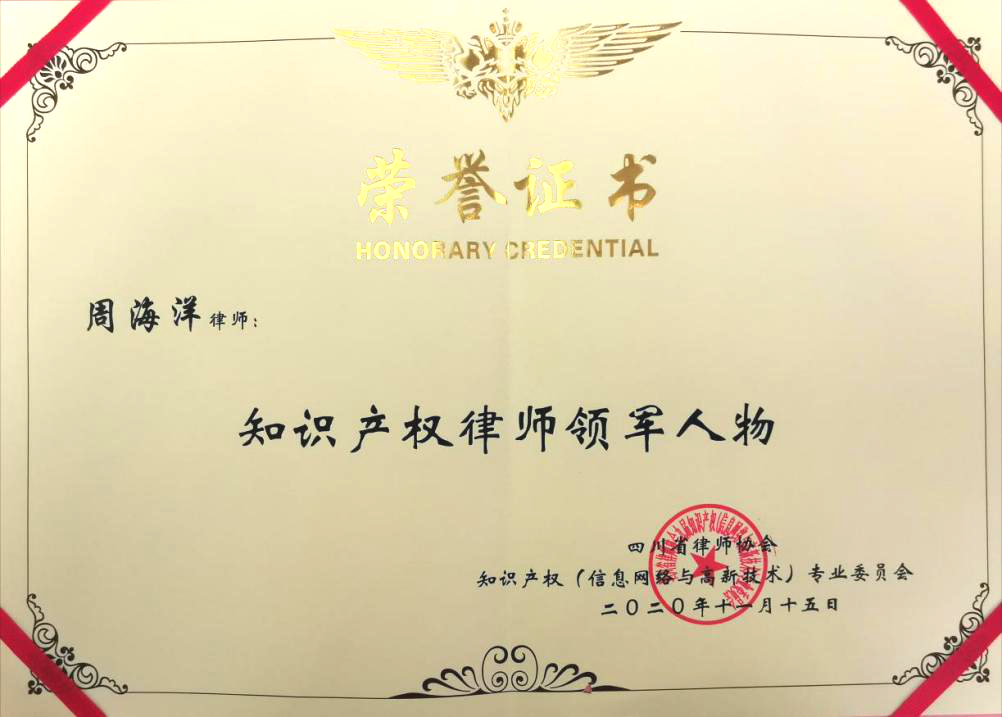 荣誉证书
HONORARY CREDENTIAL
周海洋律师：
知识产权律师领军人物
四川省律师协会
知识产权（信息网络与高新技术）专业委员会
二〇二〇年十一月十五日